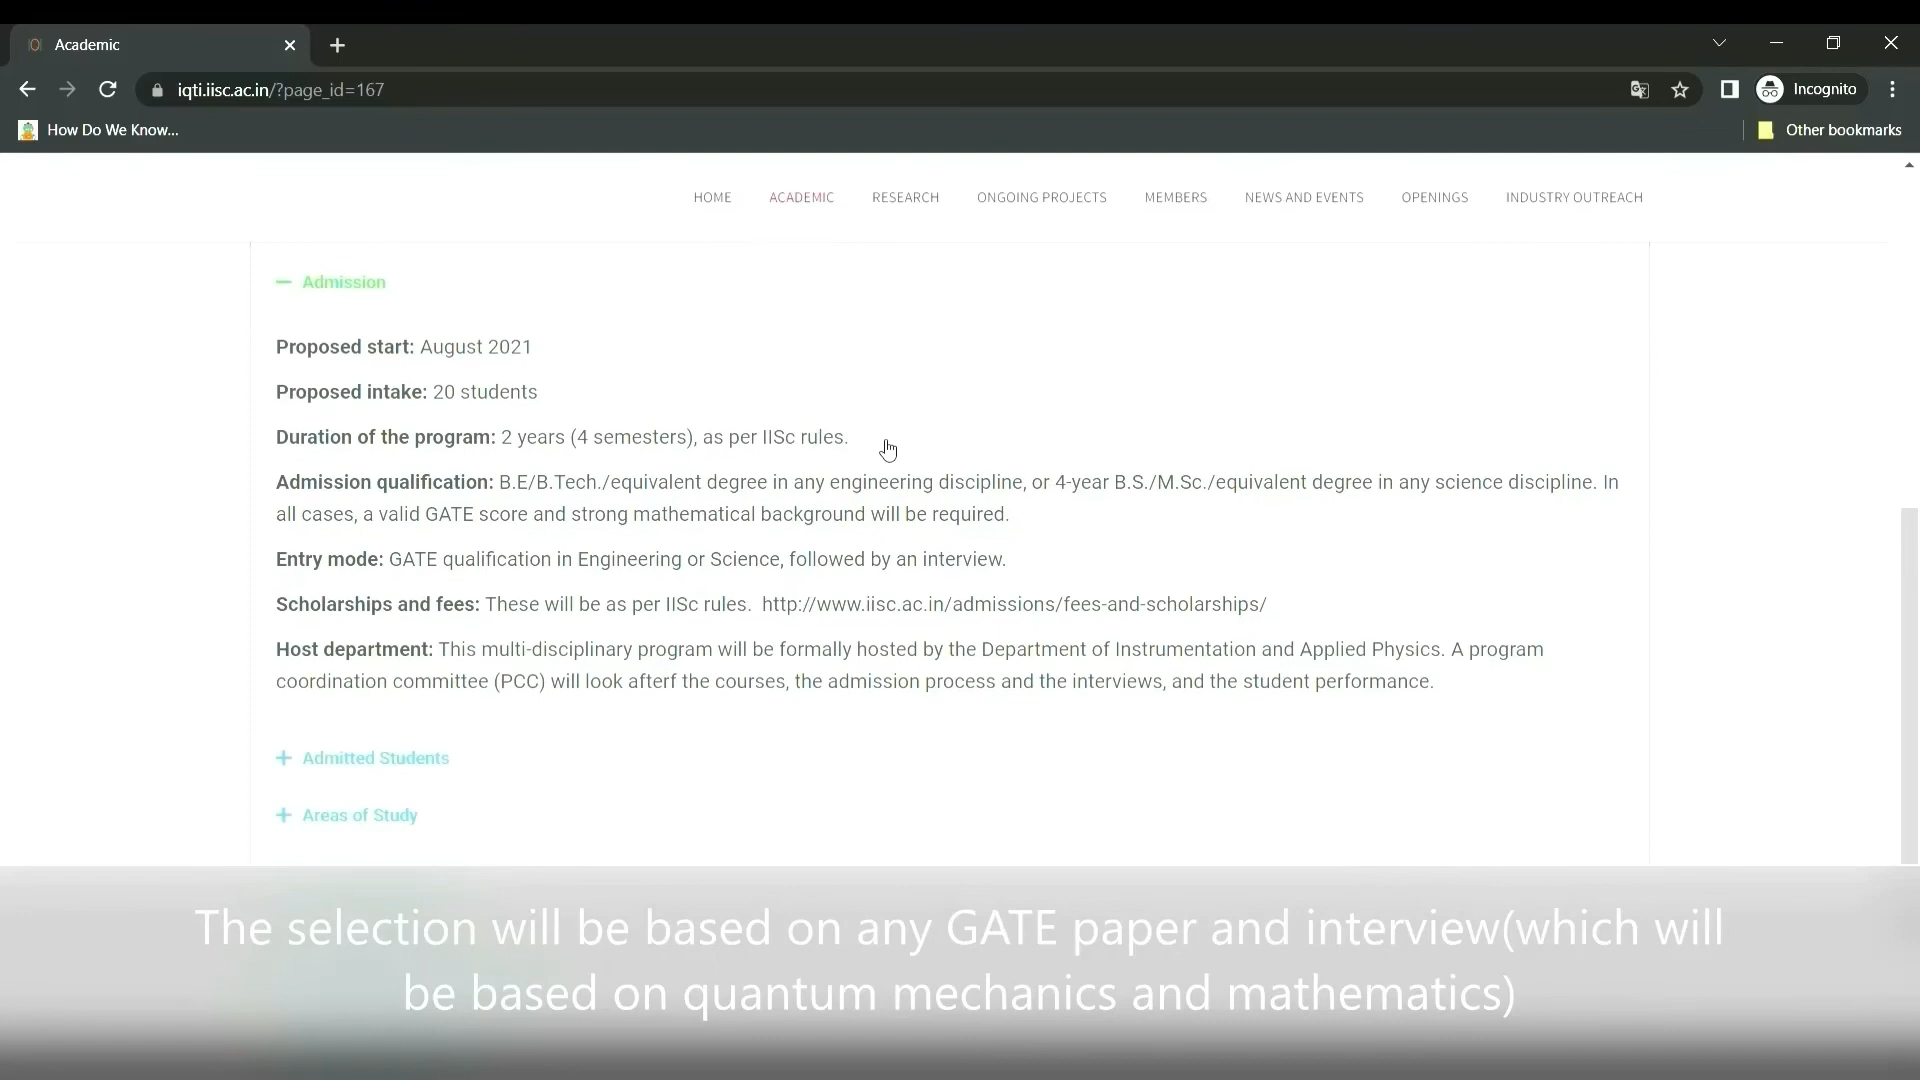 Academic
iqti.iisc.ac.in/?page_id=167
Incognito
How Do We Know...
Other bookmarks
HOME ACADEMIC RESEARCH ONGOING PROJECTS MEMBERS NEWS AND EVENTS OPENINGS INDUSTRY OUTREACH
Admission
Proposed start: August 2021
Proposed intake: 20 students
Duration of the program: 2 years (4 semesters), as per IISc rules.
Admission qualification: B.E/B.Tech./equivalent degree in any engineering discipline, or 4-year B.S./M.Sc./equivalent degree in any science discipline. In
all cases, a valid GATE score and strong mathematical background will be required.
Entry mode: GATE qualification in Engineering or Science, followed by an interview.
Scholarships and fees: These will be as per IISc rules. http://www.iisc.ac.in/admissions/fees-and-scholarships/
Host department: This multi-disciplinary program will be formally hosted by the Department of Instrumentation and Applied Physics. A program
coordination committee (PCC) will look afterf the courses, the admission process and the interviews, and the student performance.
Admitted Students
Areas of Study
The selection will be based on any GATE paper and interview(which will
be based on quantum mechanics and mathematics)